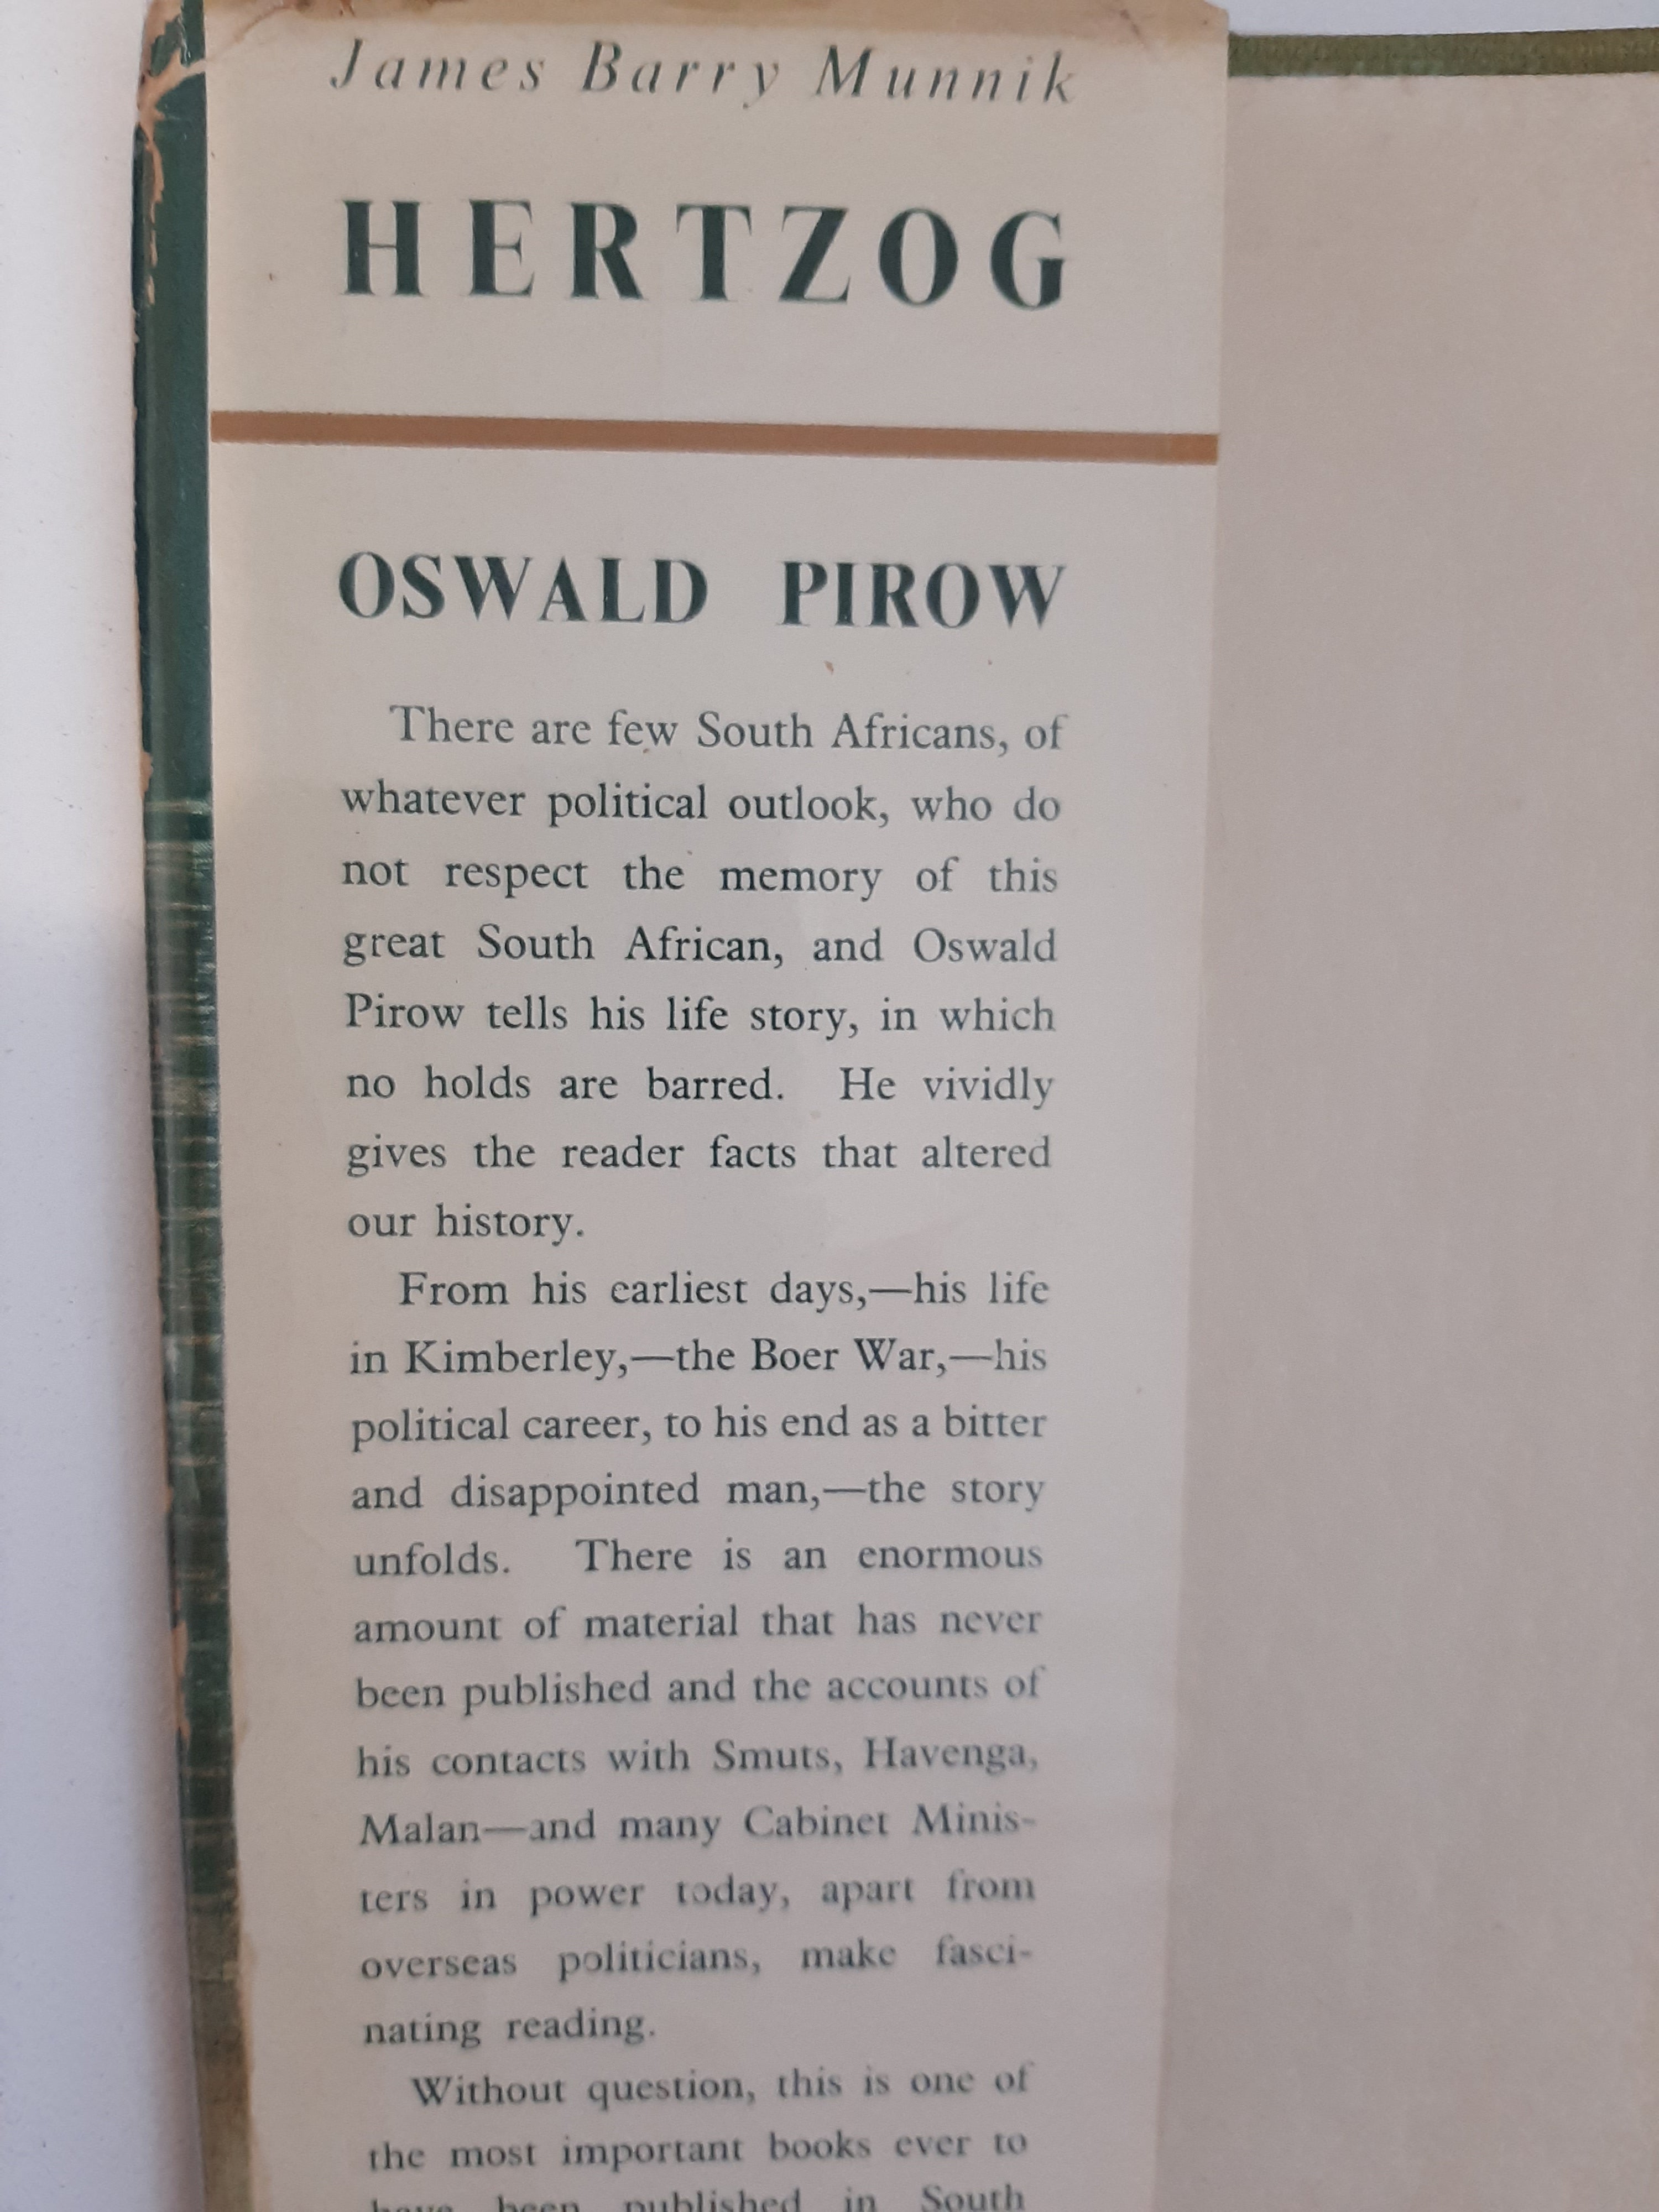 James Barry Munnik
HERTZOG
OSWALD PIROW
There are few South Africans, of
whatever political outlook, who do
not respect the memory of this
great South African, and Oswald
Pirow tells his life story, in which
no holds are barred. He vividly
gives the reader facts that altered
our history.
From his earliest days,—his life
in Kimberley,—the Boer War,—his
political career, to his end as a bitter
and disappointed man,—the story
unfolds. There is an enormous
amount of material that has never
been published and the accounts of
his contacts with Smuts, Havenga,
Malan—and many Cabinet Minis-
ters in power today, apart from
overseas politicians, make fasci-
nating reading.
Without question, this is one of
the most important books ever to
have been published in South